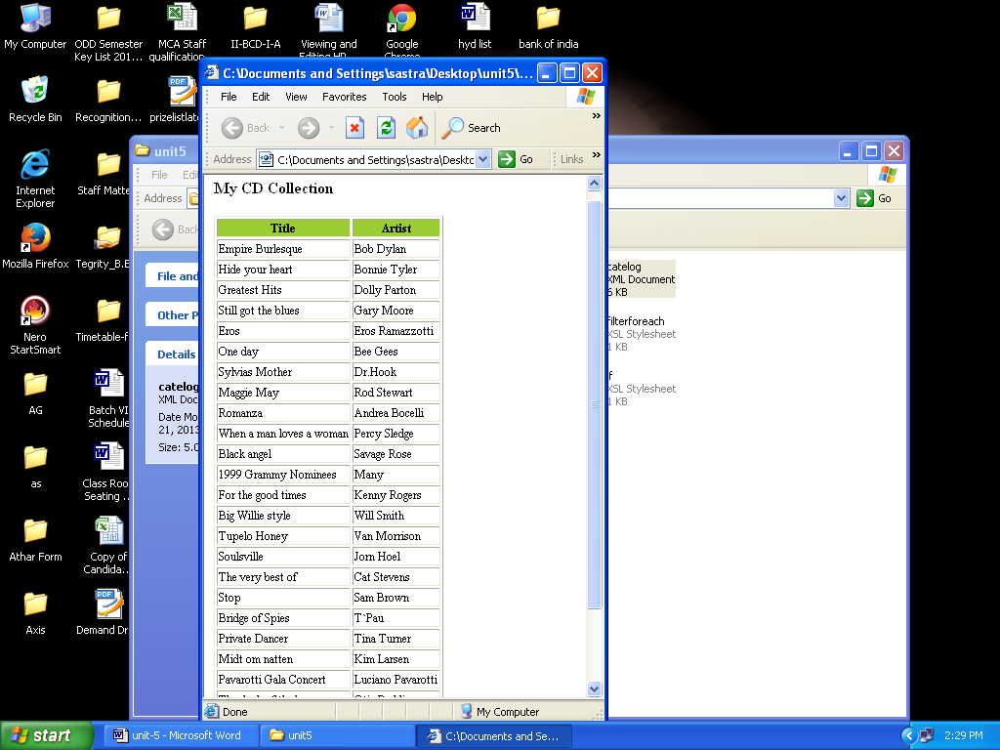 My Computer
ODD Semester
Key List 201...
MCA Staff
qualification...
II-BCD-I-A
Viewing and
Google
hyd list
bank of india
Recycle Bin
Recognition...
prizelistlate
Internet
Explorer
Staff Matte
Mozilla Firefox
Tegrity_B.E
Nero
StartSmart
Timetable-f
AG
Batch VI
Schedule
as
Class Roo
Seating ..
Athar Form
Copy of
Candida..
Axis
Demand Dr
unit5
File
Edi
Address
Go
Back
File and
Other P
Details
catelog
XML Doc
Date Mo
21, 2013
Size: 5.0
catelog
XML Document
6 KB
filterforeach
XSL Stylesheet
1 KB
XSL Stylesheet
1 KB
C:\Documents and Settings\sastra\Desktop\unit5\...
File Edit View Favorites Tools Help
Back Search
Address C:\Documents and Settings\sastra\Deskto Go Links
My CD Collection
Title Artist
Empire Burlesque Bob Dylan
Hide your heart Bonnie Tyler
Greatest Hits Dolly Parton
Still got the blues Gary Moore
Eros Eros Ramazzotti
One day Bee Gees
Sylvias Mother Dr.Hook
Maggie May Rod Stewart
Romanza Andrea Bocelli
When a man loves a woman Percy Sledge
Black angel Savage Rose
1999 Grammy Nominees Many
For the good times Kenny Rogers
Big Willie style Will Smith
Tupelo Honey Van Morrison
Soulsville Jorn Hoel
The very best of Cat Stevens
Stop Sam Brown
Bridge of Spies T`Pau
Private Dancer Tina Turner
Midt om natten Kim Larsen
Pavarotti Gala Concert Luciano Pavarotti
Done My Computer
start unit-5 - Microsoft Word unit5 C:\Documents and Se... 2:29 PM